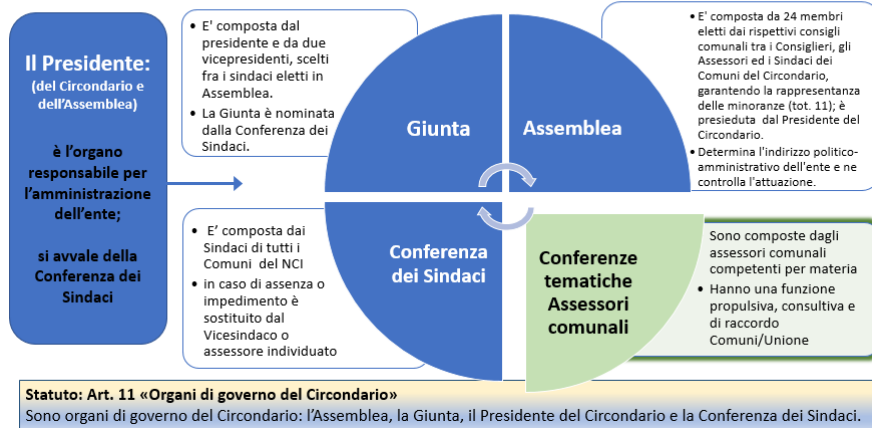 Il Presidente:
(del Circondario e
dell'Assemblea)
è l'organo
responsabile per
l'amministrazione
dell'ente;
si avvale della
Conferenza dei
Sindaci
• E' composta dal
presidente e da due
vicepresidenti, scelti
fra i sindaci eletti in
Assemblea.
• La Giunta è nominata
dalla Conferenza dei
Sindaci.
Giunta
Assemblea
• E' composta da 24 membri
eletti dai rispettivi consigli
comunali tra i Consiglieri, gli
Assessori ed i Sindaci dei
Comuni del Circondario,
garantendo la rappresentanza
delle minoranze (tot. 11); è
presieduta dal Presidente del
Circondario.
• Determina l'indirizzo politico-
amministrativo dell'ente e ne
controlla l'attuazione.
• E' composta dai
Sindaci di tutti i
Comuni del NCI
• in caso di assenza o
impedimento è
sostituito dal
Vicesindaco o
assessore individuato
Conferenza
dei Sindaci
Conferenze
tematiche
Assessori
comunali
Sono composte dagli
assessori comunali
competenti per materia
• Hanno una funzione
propulsiva, consultiva e
di raccordo
Comuni/Unione
Statuto: Art. 11 «Organi di governo del Circondario»
Sono organi di governo del Circondario: l'Assemblea, la Giunta, il Presidente del Circondario e la Conferenza dei Sindaci.